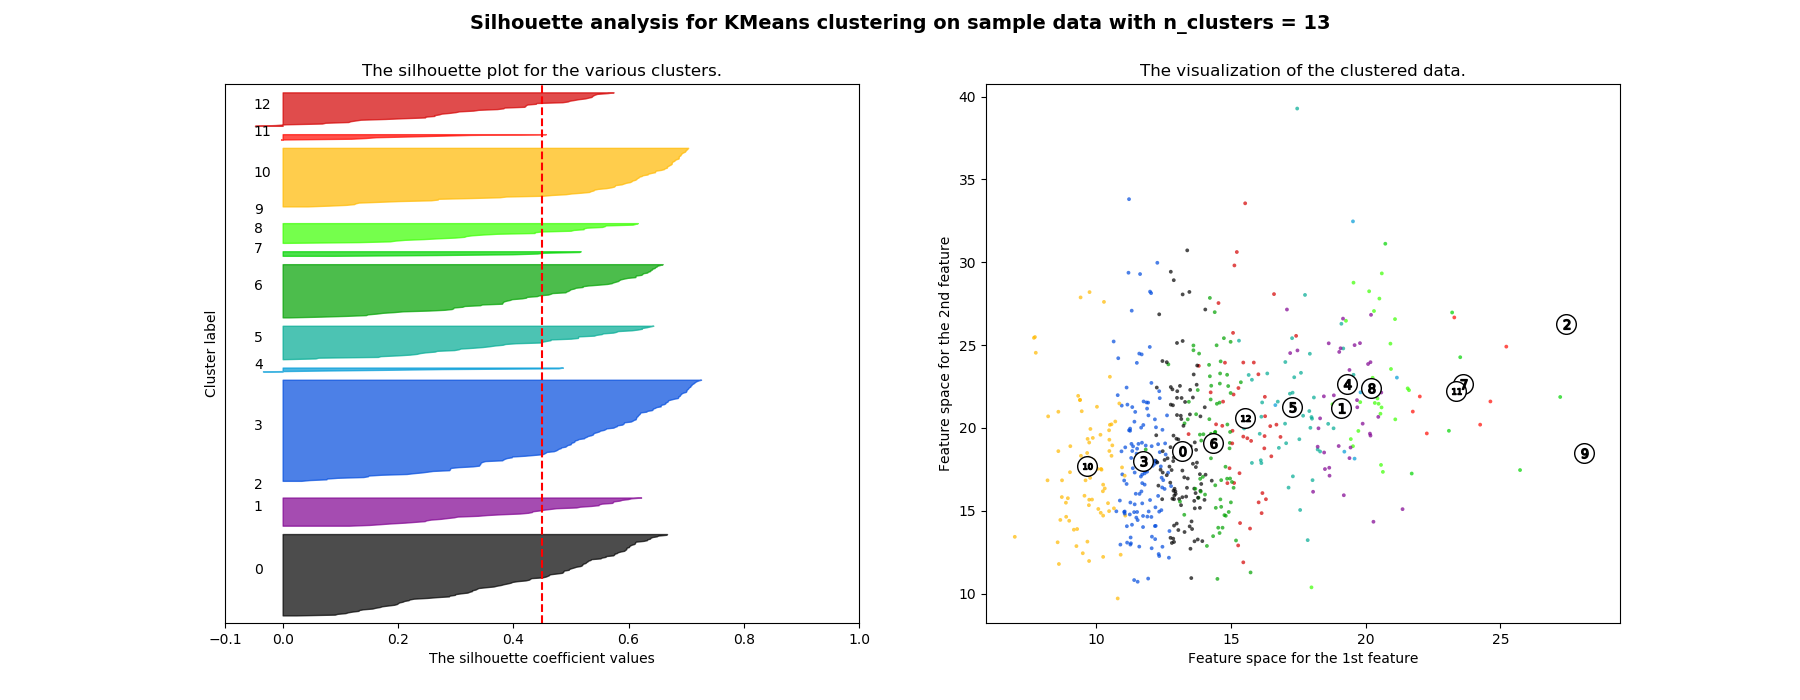 Silhouette analysis for KMeans clustering on sample data with n_clusters = 13
The silhouette plot for the various clusters.
12
11
10
9
8
7
6
5
4
3
2
1
0
Cluster label
−0.1 0.0 0.2 0.4 0.6 0.8 1.0
The silhouette coefficient values
The visualization of the clustered data.
40
35
30
25
20
15
10
Feature space for the 2nd feature
2
4 8 7
11
5 1
12
6
0
9
3
10
10 15 20 25
Feature space for the 1st feature